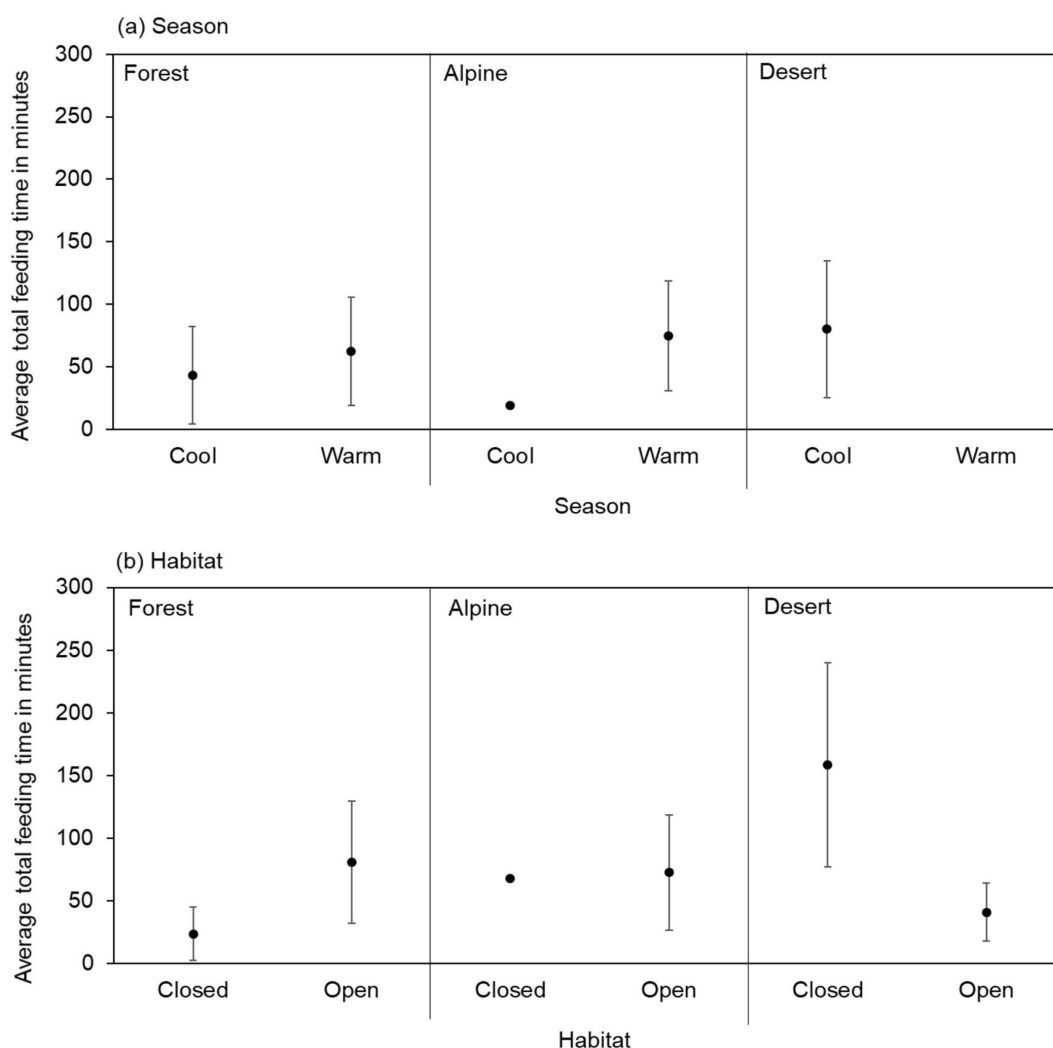 (a) Season
Average total feeding time in minutes
300
250
200
150
100
50
0
Forest
Alpine
Desert
Cool
Warm
Cool
Warm
Cool
Warm
Season
(b) Habitat
Average total feeding time in minutes
300
250
200
150
100
50
0
Forest
Alpine
Desert
Closed
Open
Closed
Open
Closed
Open
Habitat